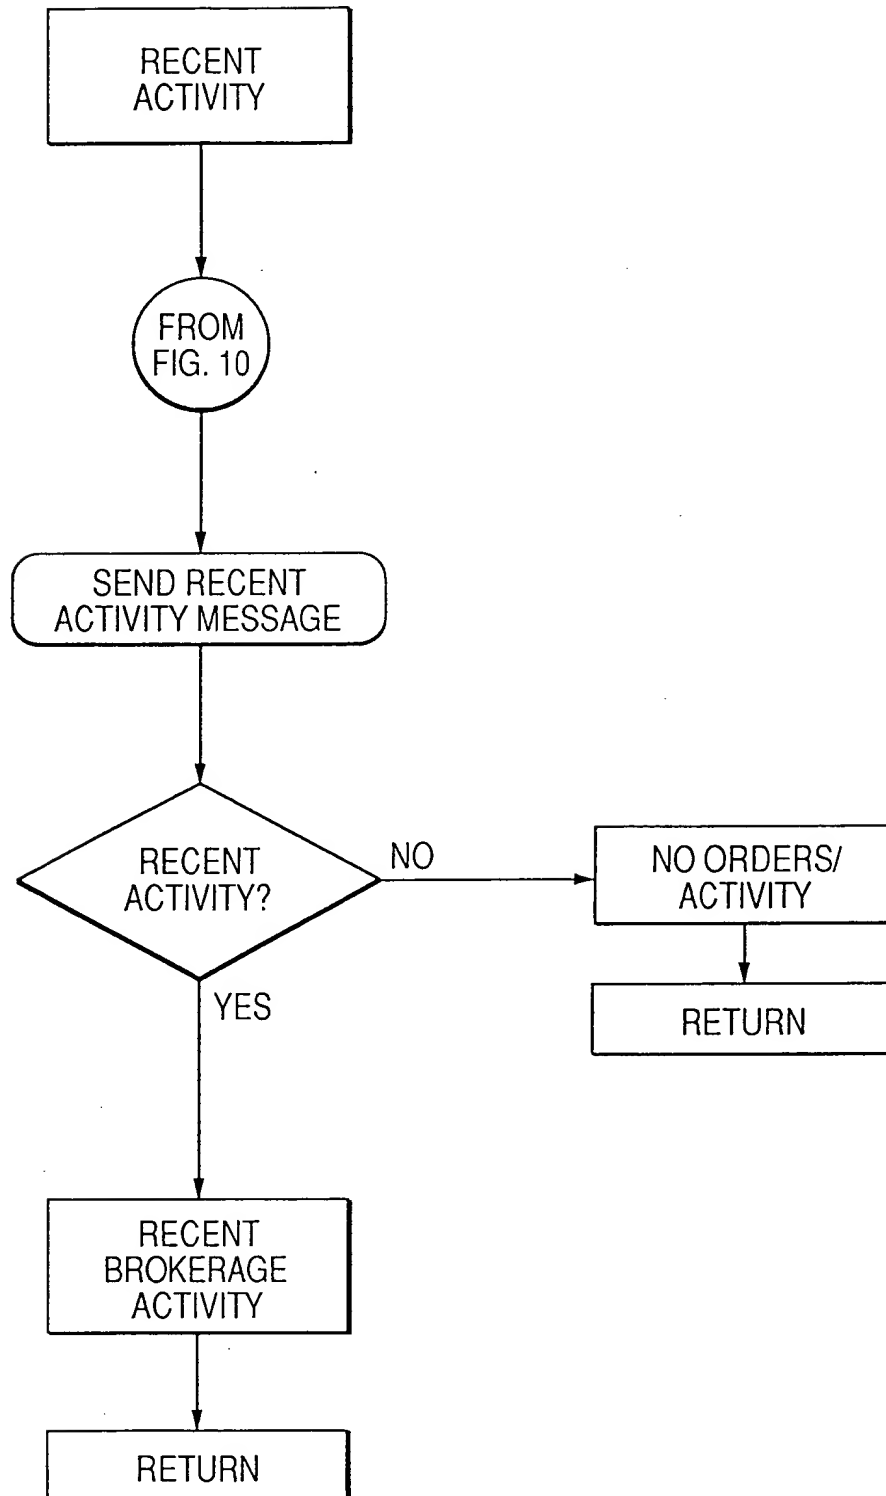 RECENT
ACTIVITY
FROM
FIG. 10
SEND RECENT
ACTIVITY MESSAGE
RECENT
ACTIVITY?
NO
NO ORDERS/
ACTIVITY
RETURN
YES
RECENT
BROKERAGE
ACTIVITY
RETURN